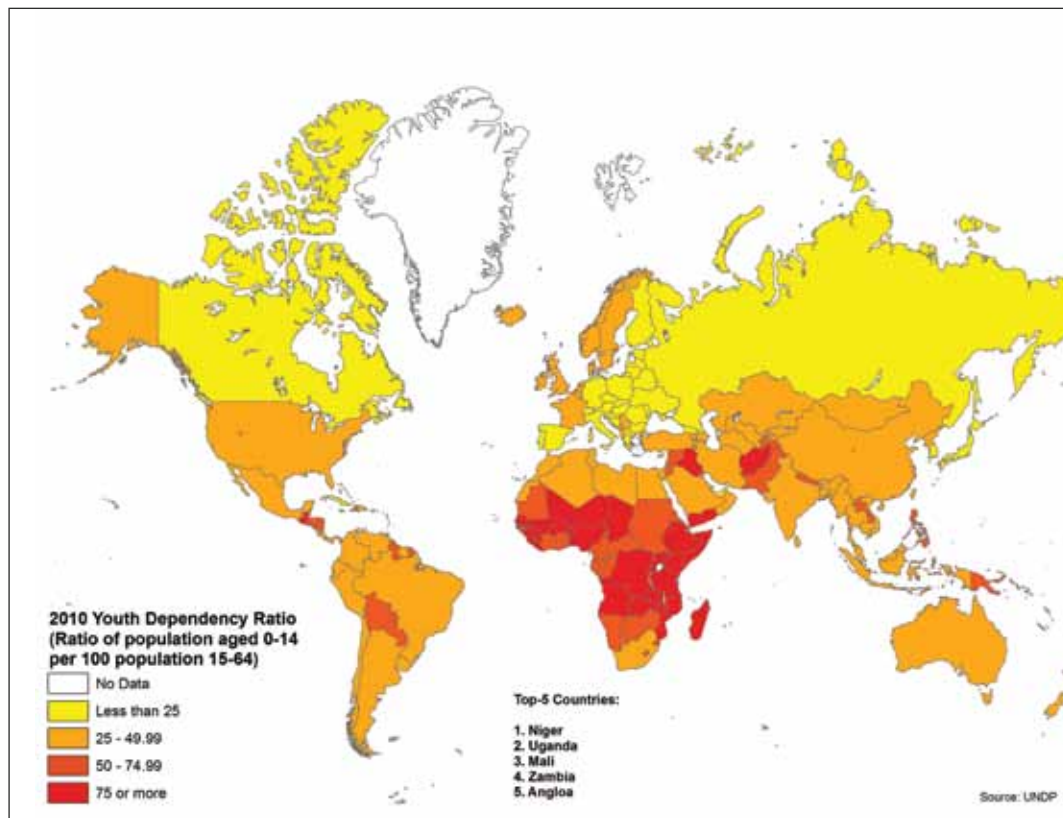 2010 Youth Dependency Ratio
(Ratio of population aged 0-14
per 100 population 15-64)
No Data
Less than 25
25 - 49.99
50 - 74.99
75 or more
Top-5 Countries:
1. Niger
2. Uganda
3. Mali
4. Zambia
5. Angloa
Source: UNDP